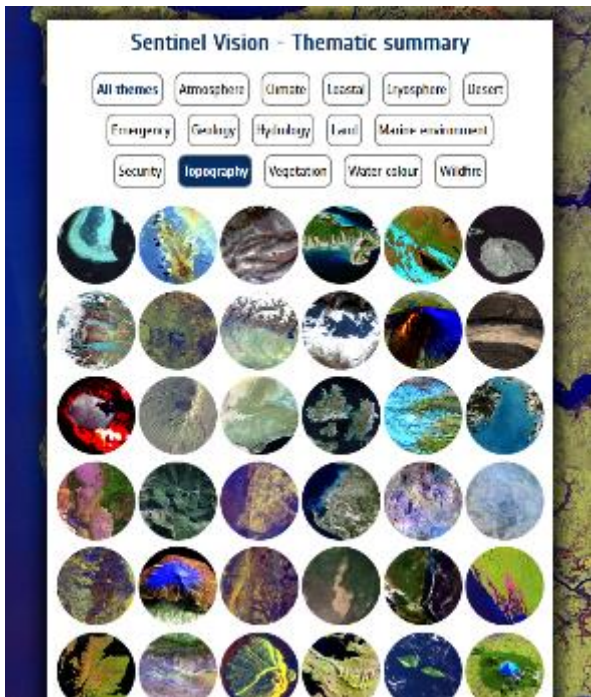 Sentinel Vision - Thematic summary
All themes Atmosphere Climate Coastal Cryosphere Desert
Emergency Geology Hydrology Land Marine environment
Security Topography Vegetation Water colour Wildfire